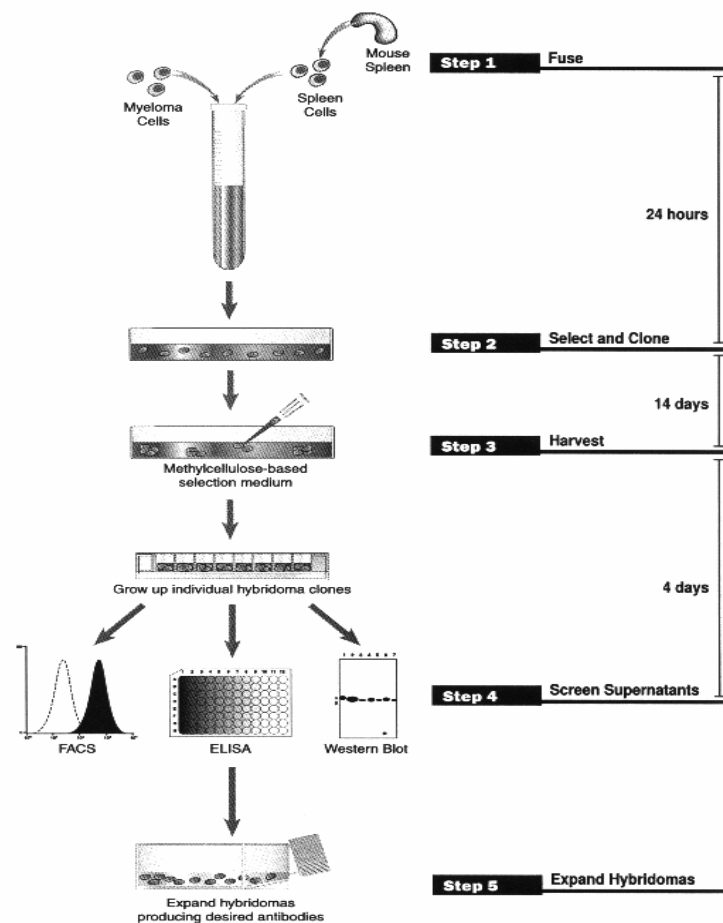 Mouse
Spleen
Step 1
Fuse
Myeloma
Cells
Spleen
Cells
24 hours
Step 2
Select and Clone
14 days
Step 3
Harvest
Methylcellulose-based
selection medium
4 days
Grow up individual hybridoma clones
Step 4
Screen Supernatants
FACS
ELISA
Western Blot
Step 5
Expand Hybridomas
Expand hybridomas
producing desired antibodies